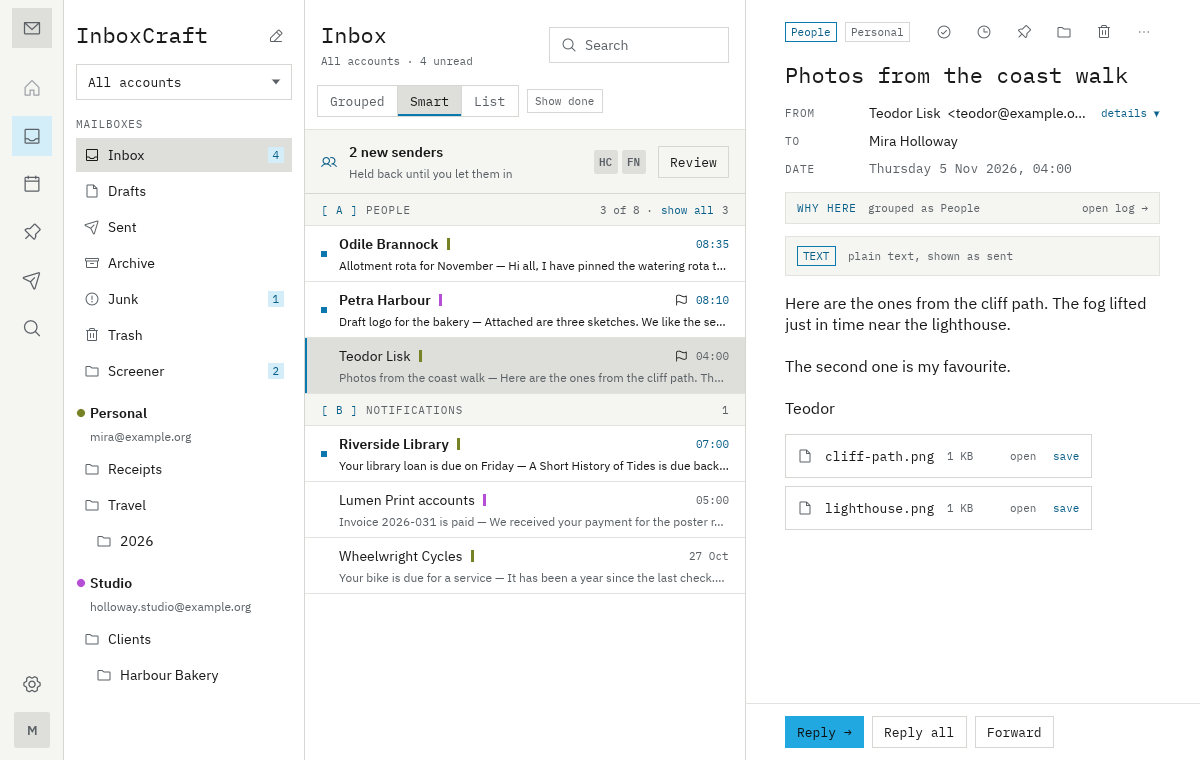 InboxCraft
All accounts
MAILBOXES
Inbox 4
Drafts
Sent
Archive
Junk 1
Trash
Screener 2
Personal
mira@example.org
Receipts
Travel
2026
Studio
holloway.studio@example.org
Clients
Harbour Bakery
M
Inbox
All accounts · 4 unread
Search
Grouped Smart List Show done
2 new senders
Held back until you let them in
HC FN Review
[ A ] PEOPLE 3 of 8 · show all 3
Odile Brannock 08:35
Allotment rota for November — Hi all, I have pinned the watering rota t…
Petra Harbour 08:10
Draft logo for the bakery — Attached are three sketches. We like the se…
Teodor Lisk 04:00
Photos from the coast walk — Here are the ones from the cliff path. Th…
[ B ] NOTIFICATIONS 1
Riverside Library 07:00
Your library loan is due on Friday — A Short History of Tides is due back…
Lumen Print accounts 05:00
Invoice 2026-031 is paid — We received your payment for the poster r…
Wheelwright Cycles 27 Oct
Your bike is due for a service — It has been a year since the last check.…
People Personal
Photos from the coast walk
FROM Teodor Lisk <teodor@example.o… details ▾
TO Mira Holloway
DATE Thursday 5 Nov 2026, 04:00
WHY HERE grouped as People open log →
TEXT plain text, shown as sent
Here are the ones from the cliff path. The fog lifted
just in time near the lighthouse.
The second one is my favourite.
Teodor
cliff-path.png 1 KB open save
lighthouse.png 1 KB open save
Reply → Reply all Forward